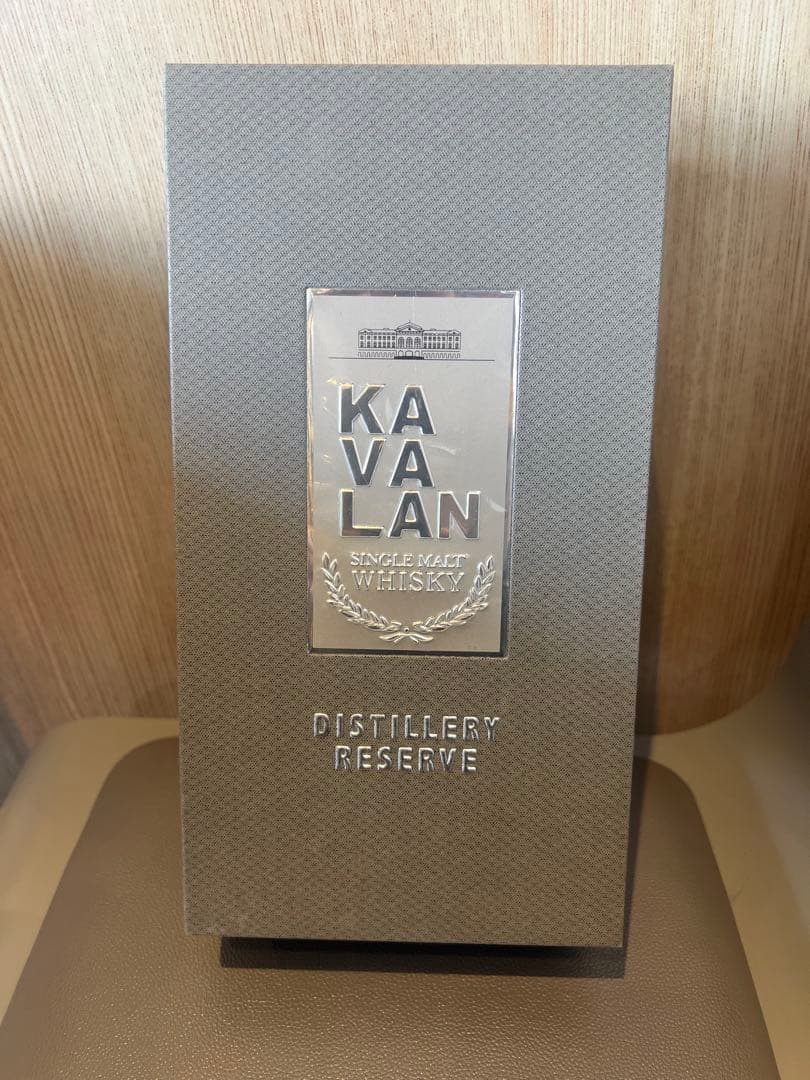 KA
VA
LAN
SINGLE MALT
WHISKY
DISTILLERY
RESERVE